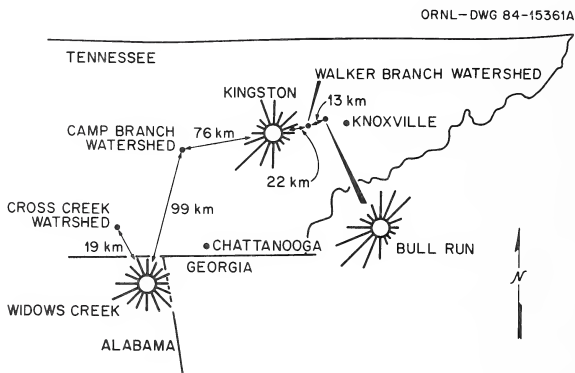 ORNL-DWG 84-15361A
TENNESSEE
WALKER BRANCH WATERSHED
KINGSTON
13 km
CAMP BRANCH
WATERSHED
76 km
KNOXVILLE
22 km
CROSS CREEK
WATRSHED
99 km
19 km
CHATTANOOGA
BULL RUN
GEORGIA
WIDOWS CREEK
ALABAMA
N